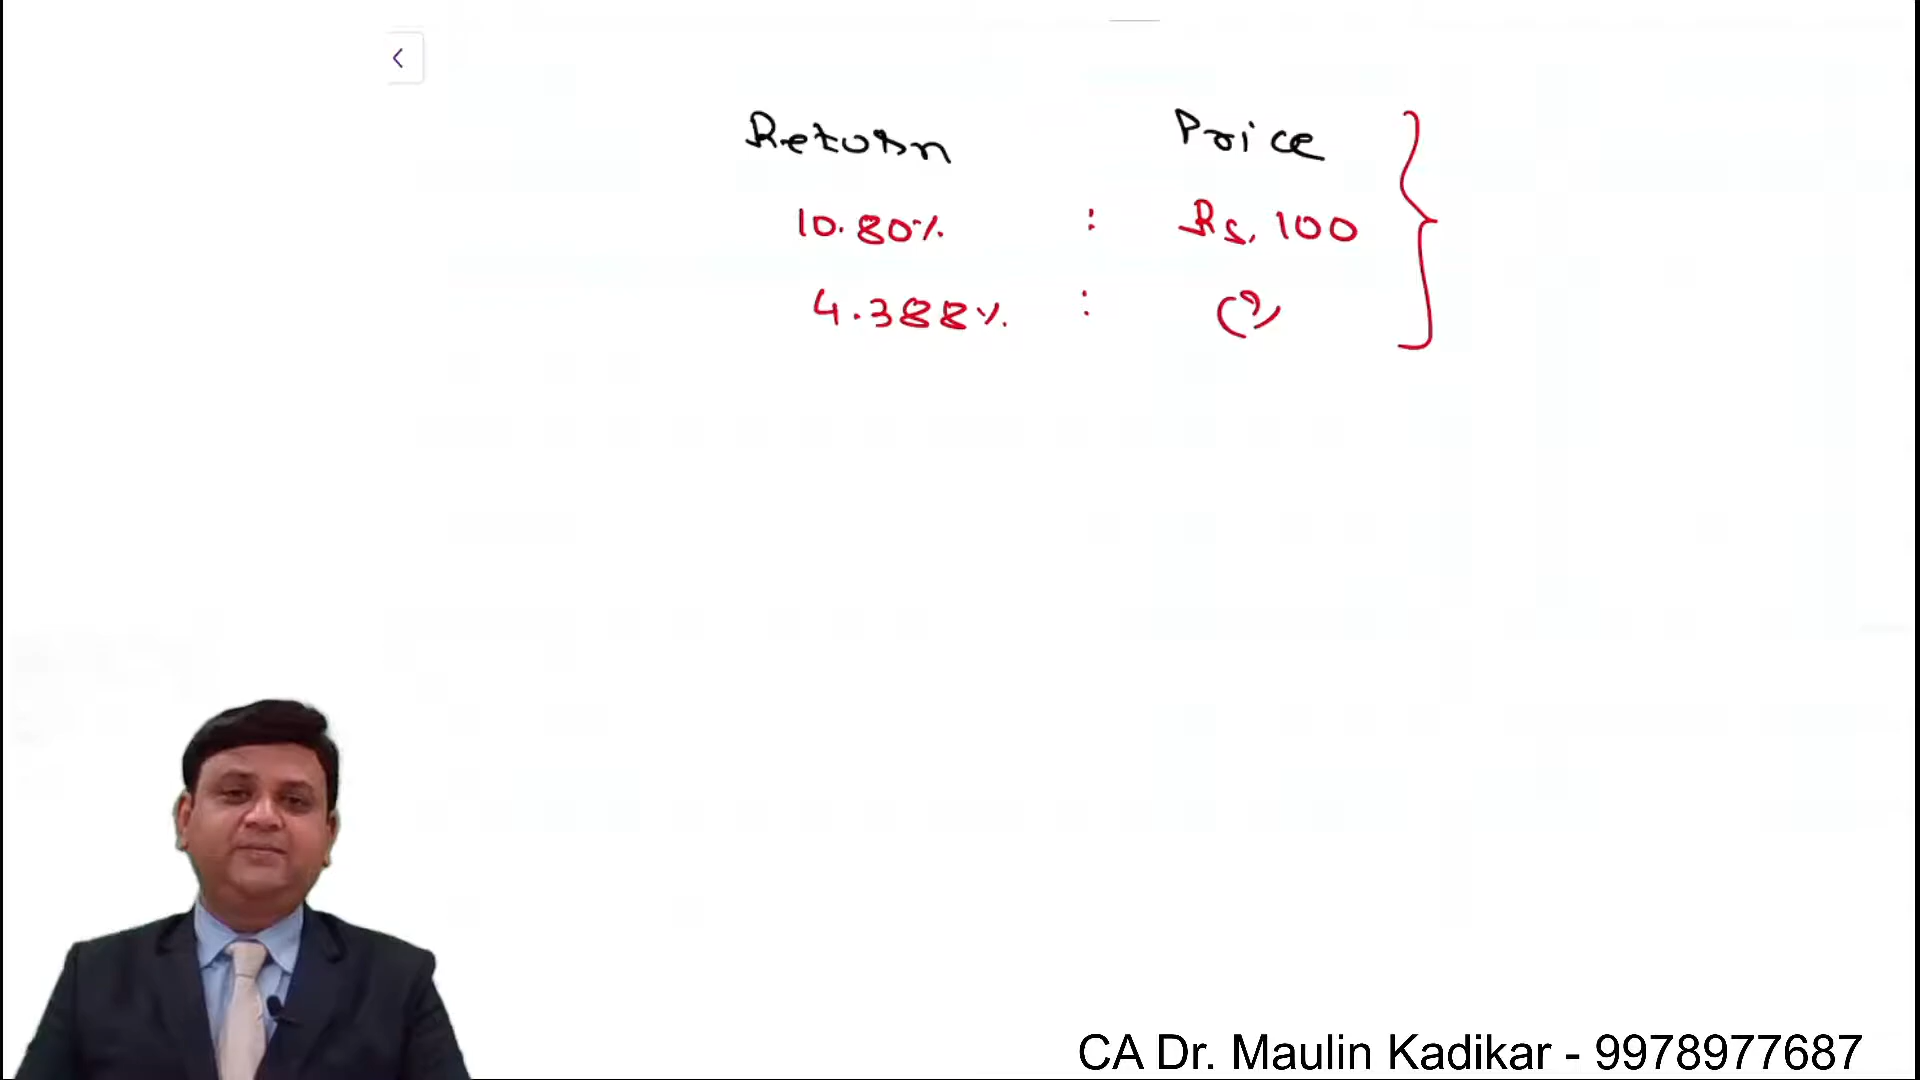 Return Price
10.80% : Rs. 100
4.388% : (?)
CA Dr. Maulin Kadikar - 9978977687